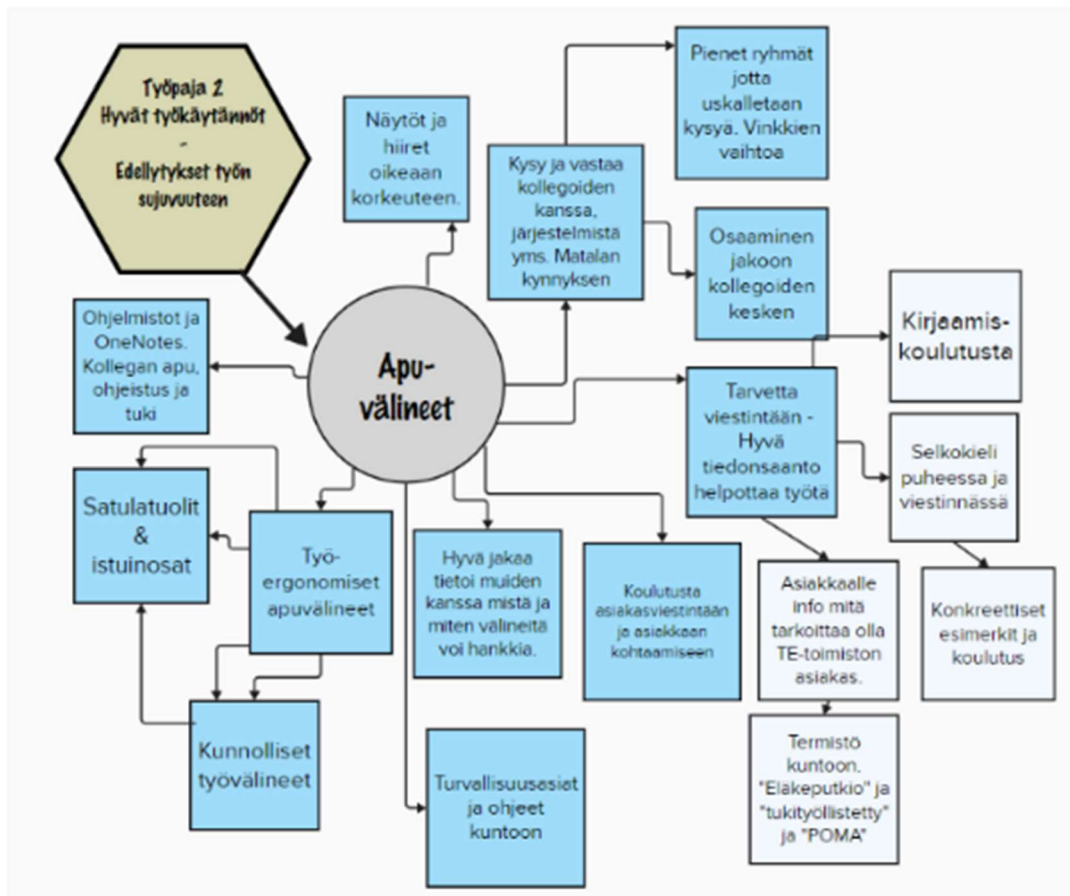 Työpaja 2
Hyvät työkäytännöt
-
Edellytykset työn
sujuvuuteen
Näytöt ja
hiiret
oikeaan
korkeuteen.
Kysy ja vastaa
kollegoiden
kanssa,
järjestelmistä
yms. Matalan
kynnyksen
Pienet ryhmät
jotta
uskalletaan
kysyä. Vinkkien
vaihtoa
Osaaminen
jakoon
kollegoiden
kesken
Ohjelmistot ja
OneNotes.
Kollegan apu,
ohjeistus ja
tuki
Apu-
välineet
Kirjaamis-
koulutusta
Tarvetta
viestintään -
Hyvä
tiedonsaanto
helpottaa työtä
Selkokieli
puheessa ja
viestinnässä
Satulatuolit
&
istuinosat
Työ-
ergonomiset
apuvälineet
Hyvä jakaa
tietoi muiden
kanssa mistä ja
miten välineitä
voi hankkia.
Koulutusta
asiakasviestintään
ja asiakkaan
kohtaamiseen
Asiakkaalle
info mitä
tarkoittaa olla
TE-toimiston
asiakas.
Konkreettiset
esimerkit ja
koulutus
Kunnolliset
työvälineet
Turvallisuusasiat
ja ohjeet
kuntoon
Termistö
kuntoon.
"Eläkeputkio" ja
"tukityöllistetty"
ja "POMA"